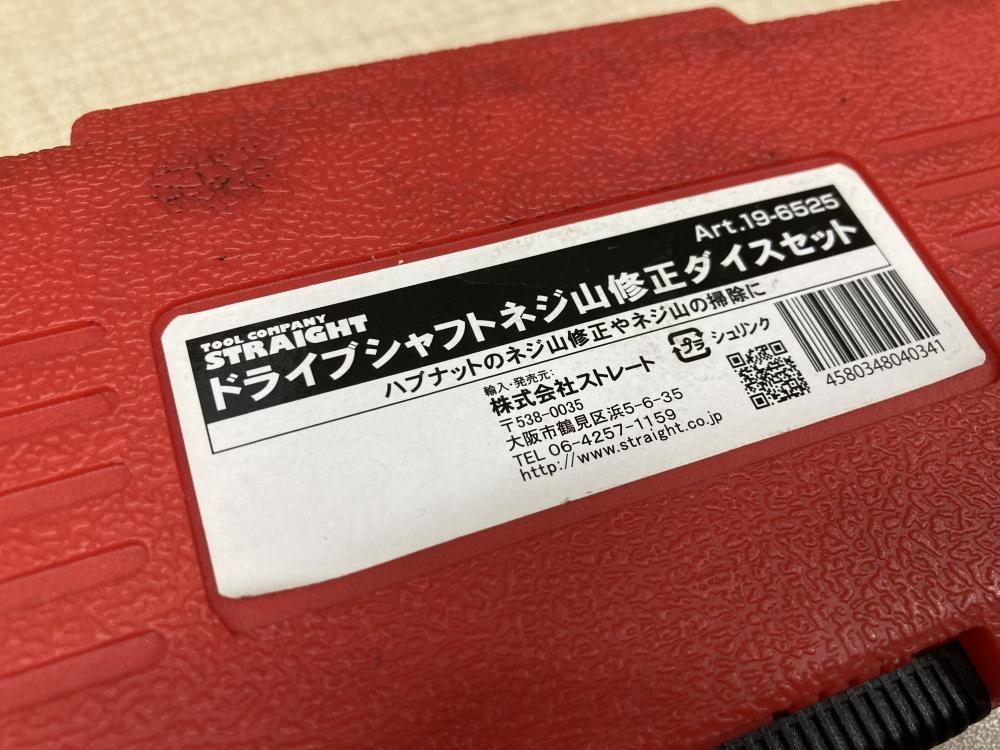 Art.19-6525
TOOL COMPANY
STRAIGHT
ドライブシャフトネジ山修正ダイスセット
ハブナットのネジ山修正やネジ山の掃除に
輸入・発売元:
株式会社ストレート
〒538-0035
大阪市鶴見区浜5-6-35
TEL 06-4257-1159
http://www.straight.co.jp
プラ シュリンク
4580348040341